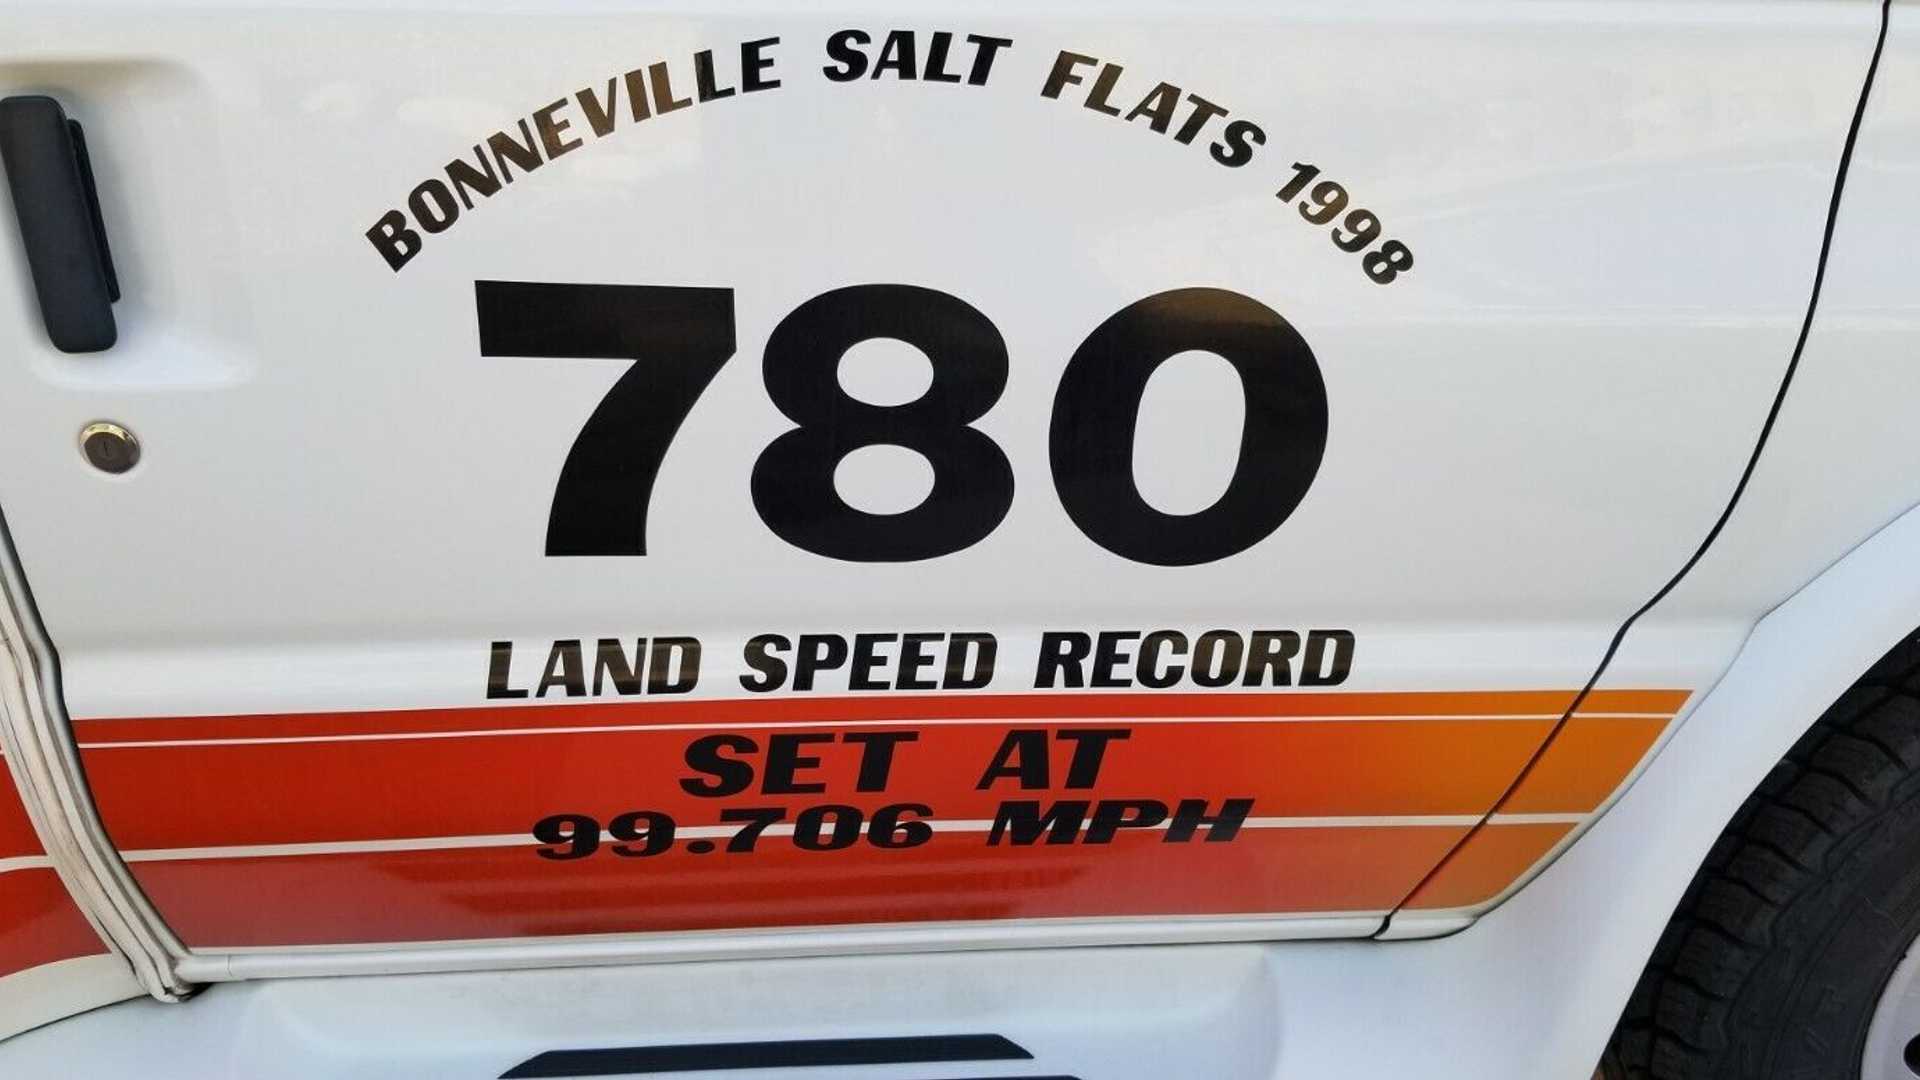 BONNEVILLE SALT FLATS 1998
780
LAND SPEED RECORD
SET AT
99.706 MPH